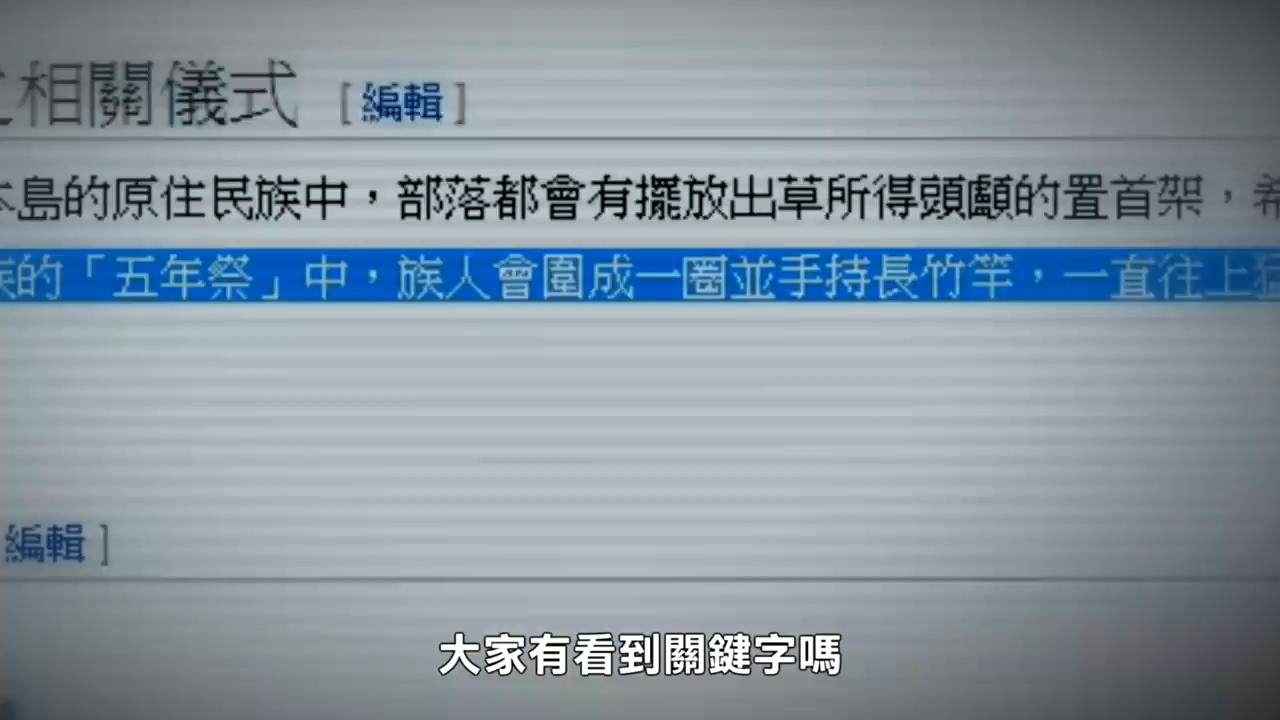 相關儀式 [編輯]
島的原住民族中，部落都會有擺放出草所得頭顱的置首架，希
族的「五年祭」中，族人會圍成一圈並手持長竹竿，一直往上猛
編輯]
大家有看到關鍵字嗎